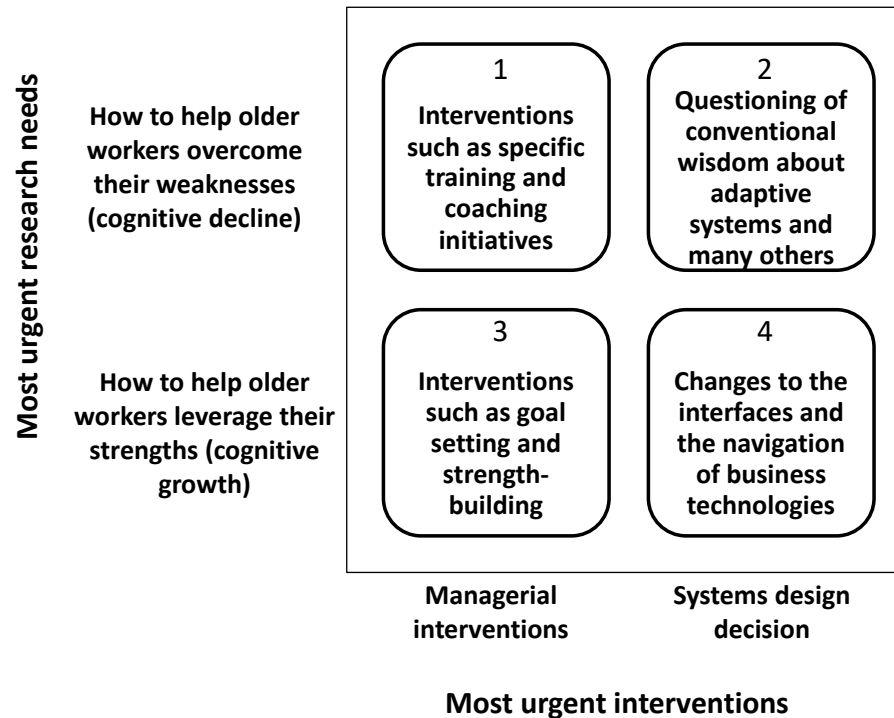 Most urgent research needs
How to help older
workers overcome
their weaknesses
(cognitive decline)
1
Interventions
such as specific
training and
coaching
initiatives
2
Questioning of
conventional
wisdom about
adaptive
systems and
many others
How to help older
workers leverage their
strengths (cognitive
growth)
3
Interventions
such as goal
setting and
strength-
building
4
Changes to the
interfaces and
the navigation
of business
technologies
Managerial
interventions
Systems design
decision
Most urgent interventions